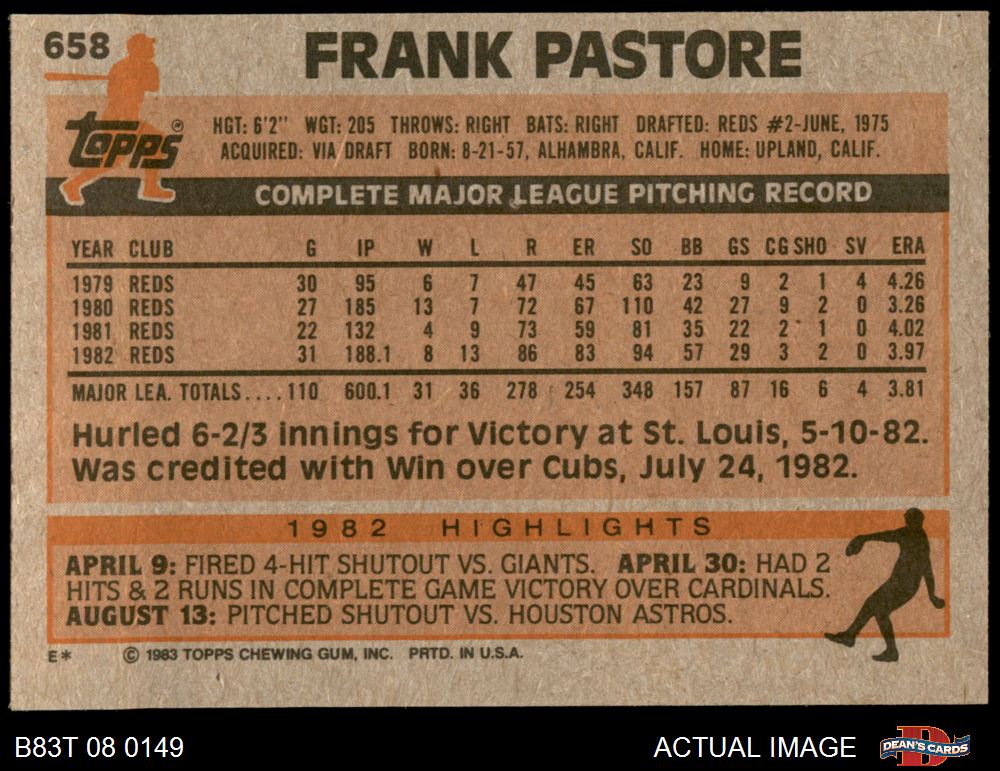 658
FRANK PASTORE
Topps®
HGT: 6'2" WGT: 205 THROWS: RIGHT BATS: RIGHT DRAFTED: REDS #2-JUNE, 1975
ACQUIRED: VIA DRAFT BORN: 8-21-57, ALHAMBRA, CALIF. HOME: UPLAND, CALIF.
COMPLETE MAJOR LEAGUE PITCHING RECORD
YEAR CLUB G IP W L R ER SO BB GS CG SHO SV ERA
1979 REDS 30 95 6 7 47 45 63 23 9 2 1 4 4.26
1980 REDS 27 185 13 7 72 67 110 42 27 9 2 0 3.26
1981 REDS 22 132 4 9 73 59 81 35 22 2 1 0 4.02
1982 REDS 31 188.1 8 13 86 83 94 57 29 3 2 0 3.97
MAJOR LEA. TOTALS....110 600.1 31 36 278 254 348 157 87 16 6 4 3.81
Hurled 6-2/3 innings for Victory at St. Louis, 5-10-82.
Was credited with Win over Cubs, July 24, 1982.
1982 HIGHLIGHTS
APRIL 9: FIRED 4-HIT SHUTOUT VS. GIANTS. APRIL 30: HAD 2
HITS & 2 RUNS IN COMPLETE GAME VICTORY OVER CARDINALS.
AUGUST 13: PITCHED SHUTOUT VS. HOUSTON ASTROS.
E* © 1983 TOPPS CHEWING GUM, INC. PRTD. IN U.S.A.
B83T 08 0149
ACTUAL IMAGE
DEAN'S CARDS